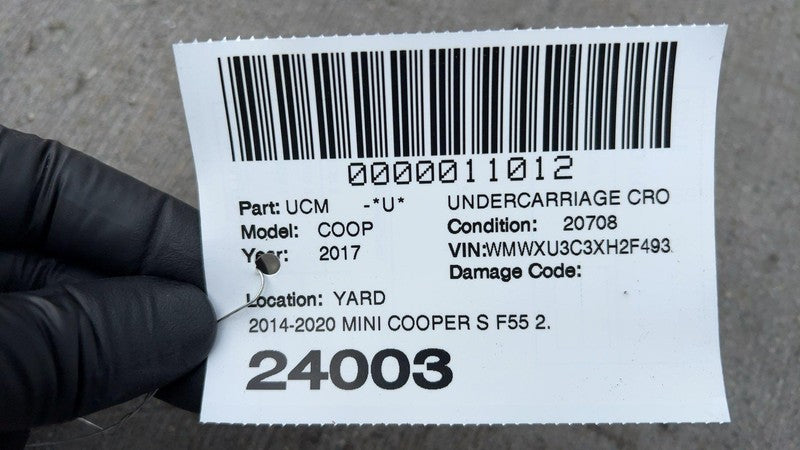 0000011012
Part: UCM -*U* UNDERCARRIAGE CRO
Model: COOP Condition: 20708
Year: 2017 VIN:WMWXU3C3XH2F493
Damage Code:
Location: YARD
2014-2020 MINI COOPER S F55 2.
24003